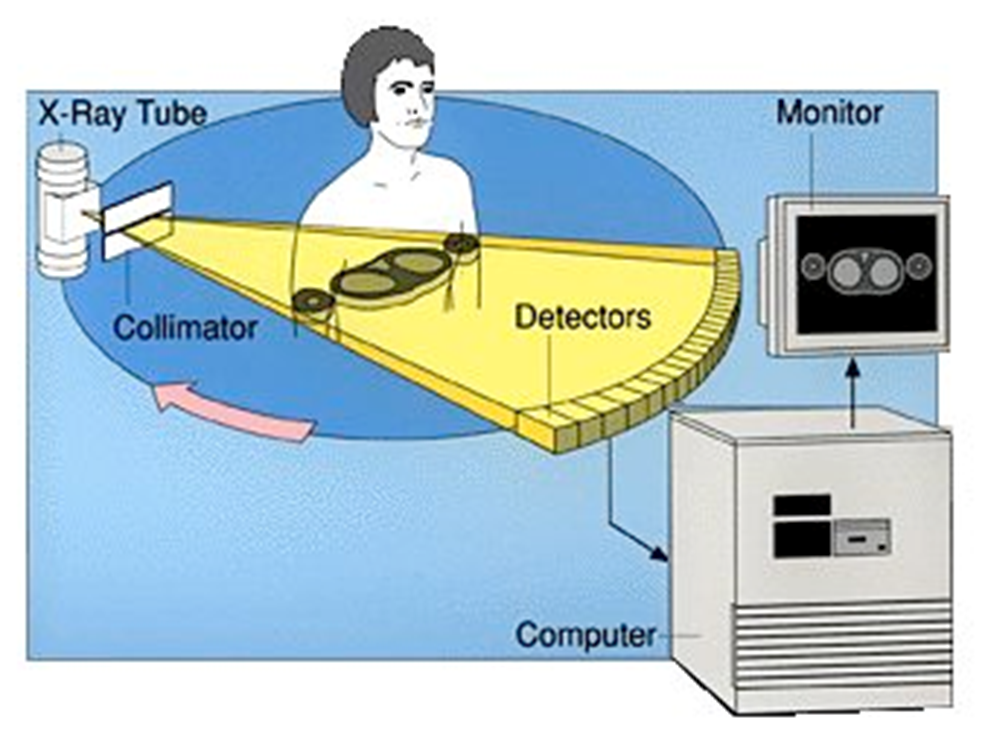 X-Ray Tube
Monitor
Collimator
Detectors
Computer